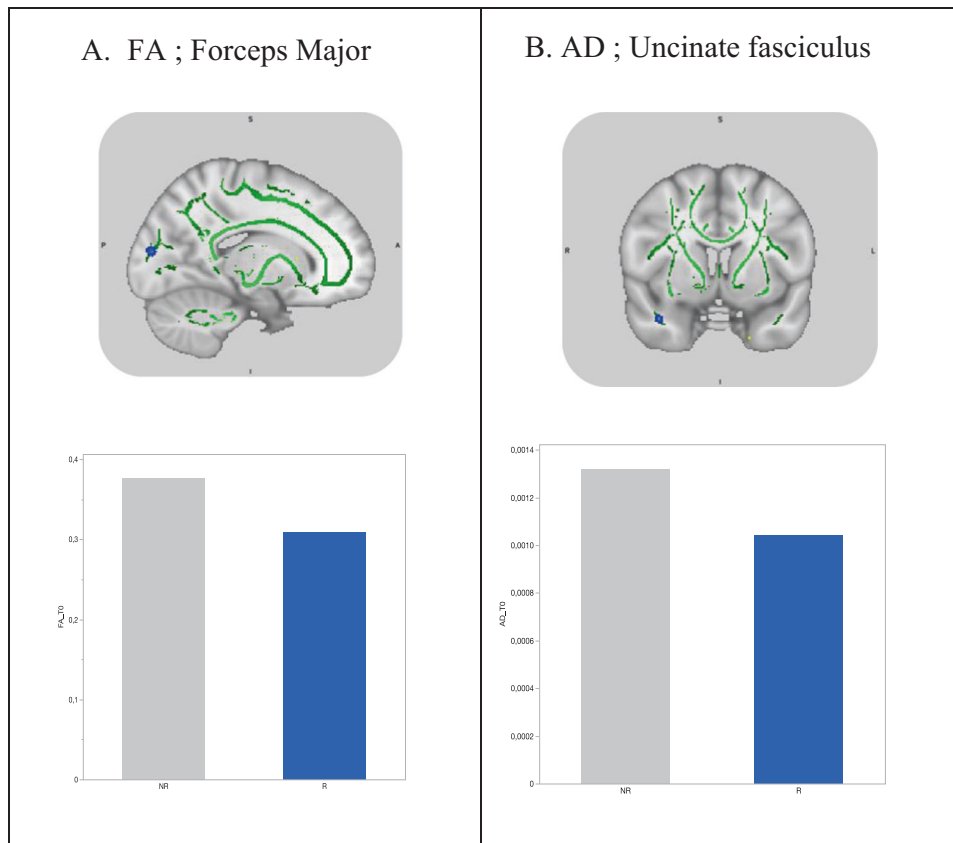 A. FA ; Forceps Major
S
P
A
I
0,4
0,3
0,2
0,1
0
FA_T0
NR
R
B. AD ; Uncinate fasciculus
S
R
L
I
0,0014
0,0012
0,0010
0,0008
0,0006
0,0004
0,0002
0
AD_T0
NR
R